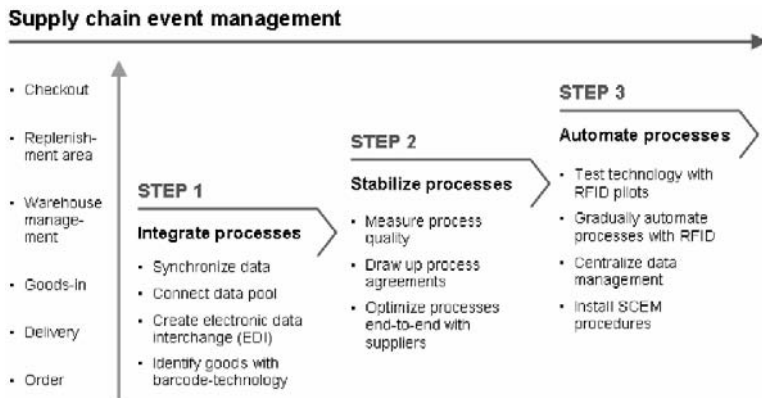 Supply chain event management
• Checkout
• Replenish-
ment area
• Warehouse
manage-
ment
• Goods-in
• Delivery
• Order
STEP 1
Integrate processes
• Synchronize data
• Connect data pool
• Create electronic data
interchange (EDI)
• Identify goods with
barcode-technology
STEP 2
Stabilize processes
• Measure process
quality
• Draw up process
agreements
• Optimize processes
end-to-end with
suppliers
STEP 3
Automate processes
• Test technology with
RFID pilots
• Gradually automate
processes with RFID
• Centralize data
management
• Install SCEM
procedures